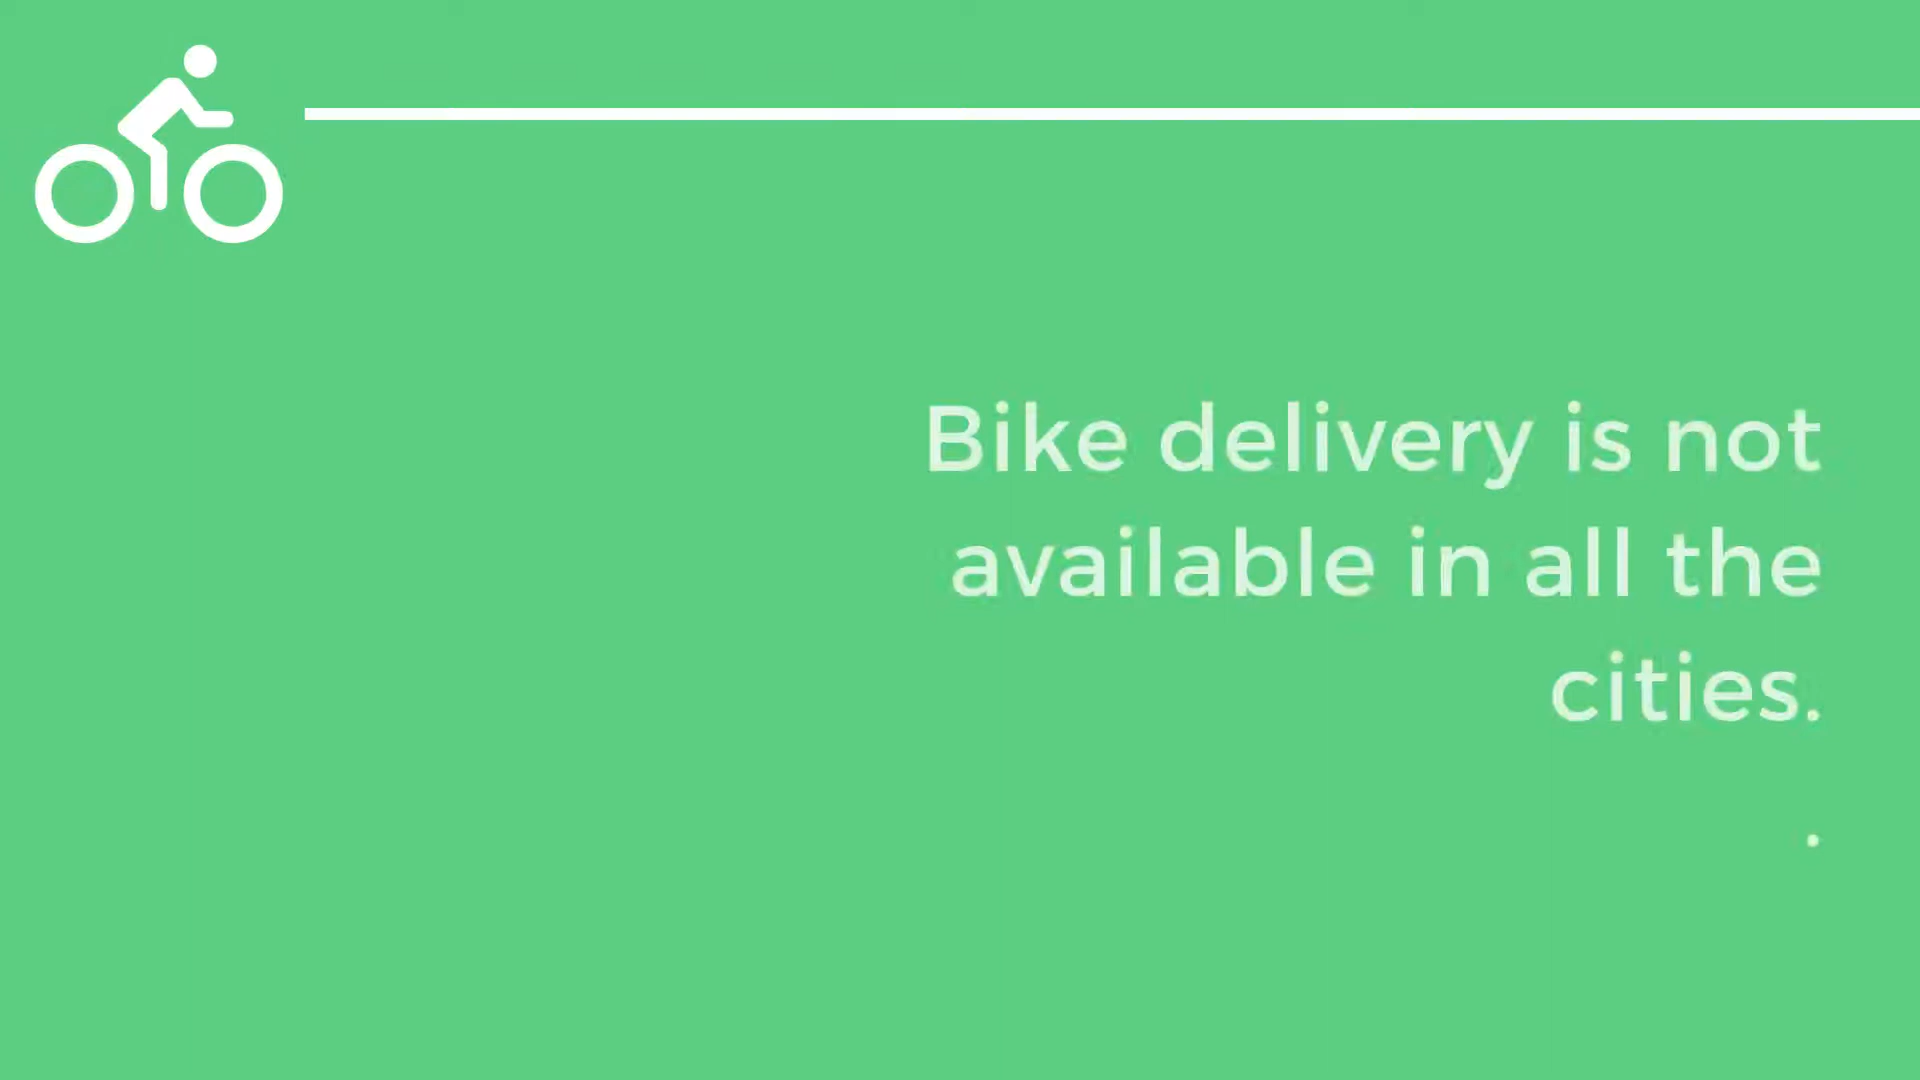 Bike delivery is not
available in all the
cities.
.